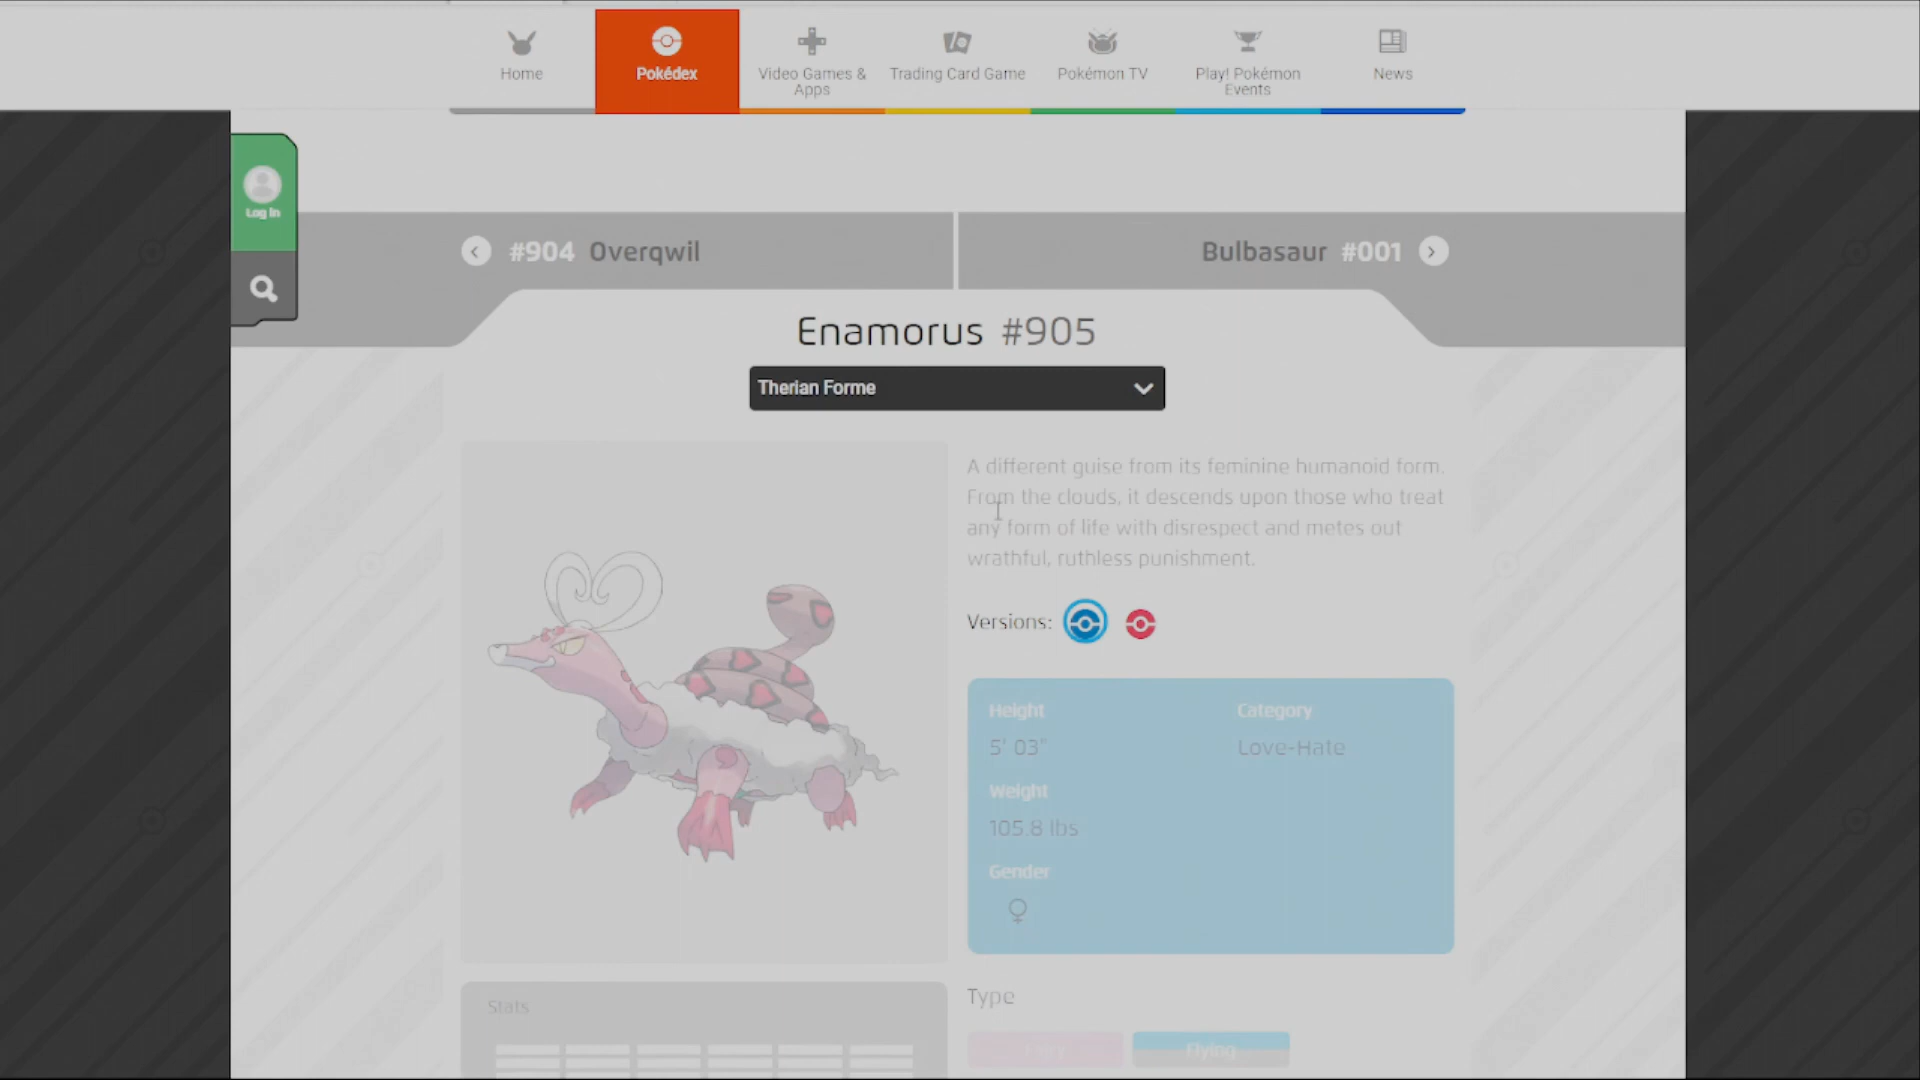 Home
Pokédex
Video Games &
Apps
Trading Card Game
Pokémon TV
Play! Pokémon
Events
News
Log in
#904 Overqwil
Bulbasaur #001
Enamorus #905
Therian Forme
A different guise from its feminine humanoid form.
From the clouds, it descends upon those who treat
any form of life with disrespect and metes out
wrathful, ruthless punishment.
Versions:
Height
5' 03"
Category
Love-Hate
Weight
105.8 lbs
Gender
Stats
Type
Fairy
Flying